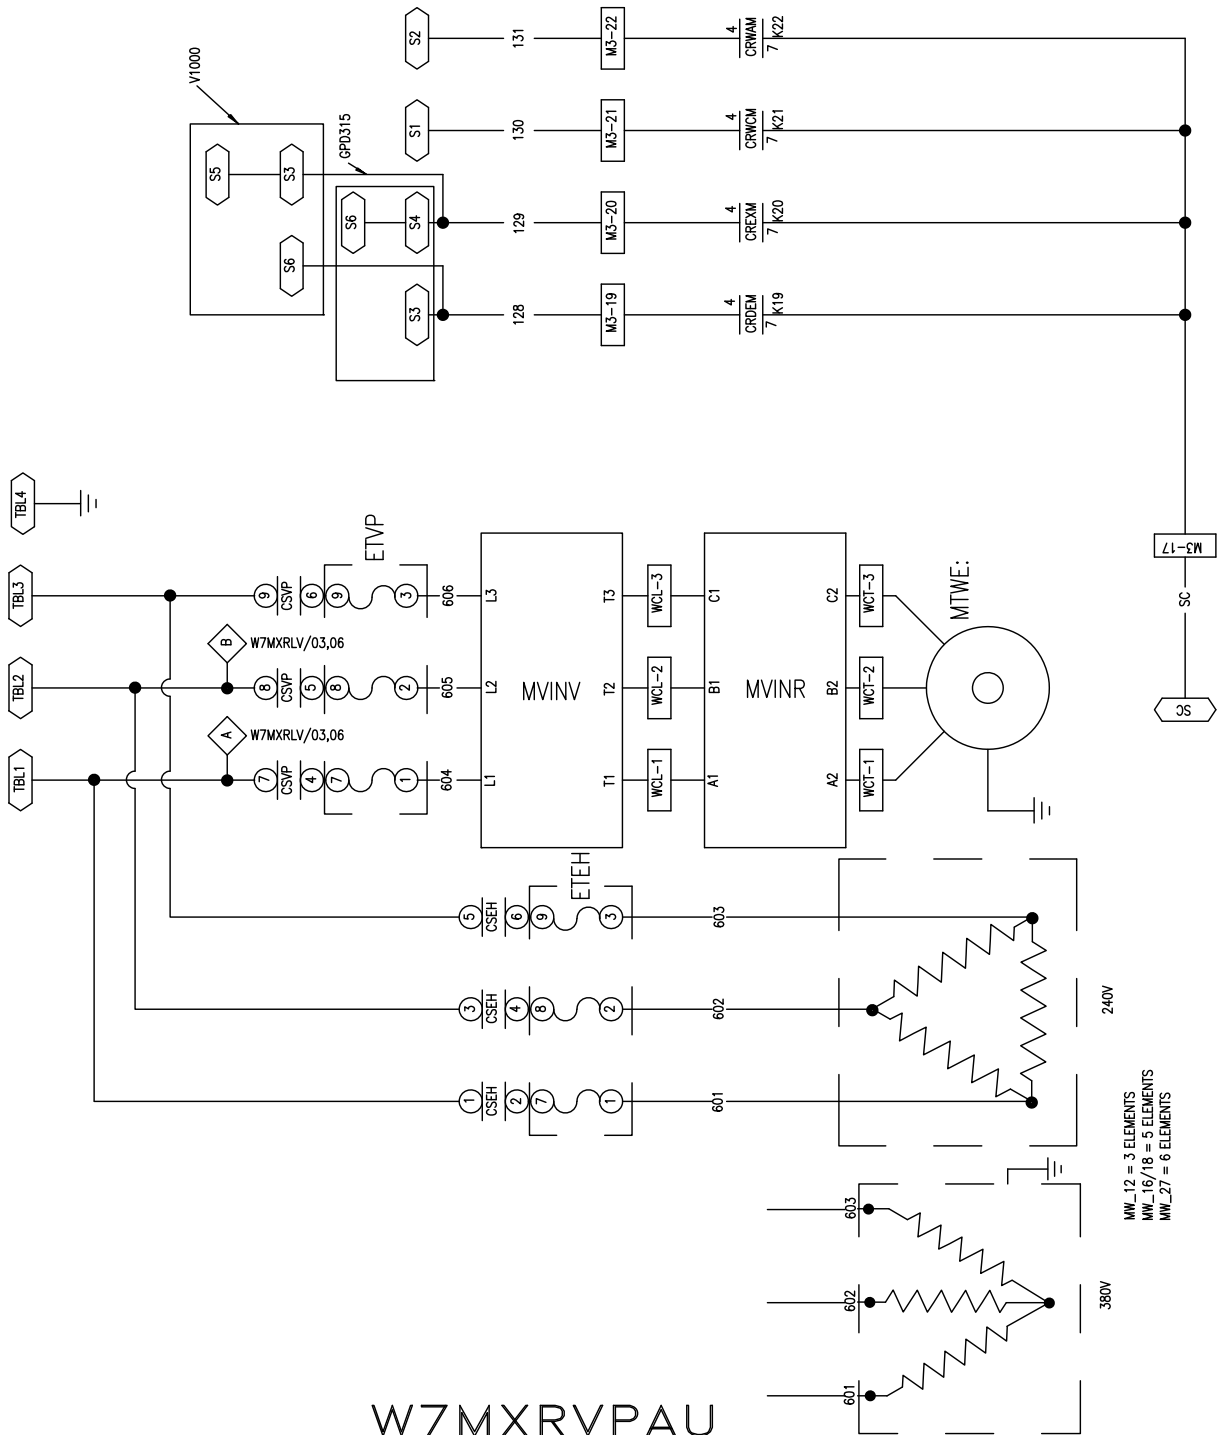 S2
131
M3-22
4
CRWAM
7
K22
V1000
S5
S3
S1
130
M3-21
4
CRWCM
7
K21
GPD315
S6
S4
129
M3-20
4
CREXM
7
K20
S6
S3
128
M3-19
4
CRDEM
7
K19
TBL4
TBL3
9
CSVP
6
9
3
ETVP
606
L3
T3
WCL-3
C1
C2
WCT-3
MTWE:
M3-17
SC
SC
TBL2
B
W7MXRLV/03,06
8
CSVP
5
8
2
605
L2
MVINV
T2
WCL-2
B1
MVINR
B2
WCT-2
TBL1
A
W7MXRLV/03,06
7
CSVP
4
7
1
604
L1
T1
WCL-1
A1
A2
WCT-1
ETEH
5
CSEH
6
9
3
603
3
CSEH
4
8
2
602
240V
1
CSEH
2
7
1
601
MW_12 = 3 ELEMENTS
MW_16/18 = 5 ELEMENTS
MW_27 = 6 ELEMENTS
603
602
601
380V
W7MXRVPAU